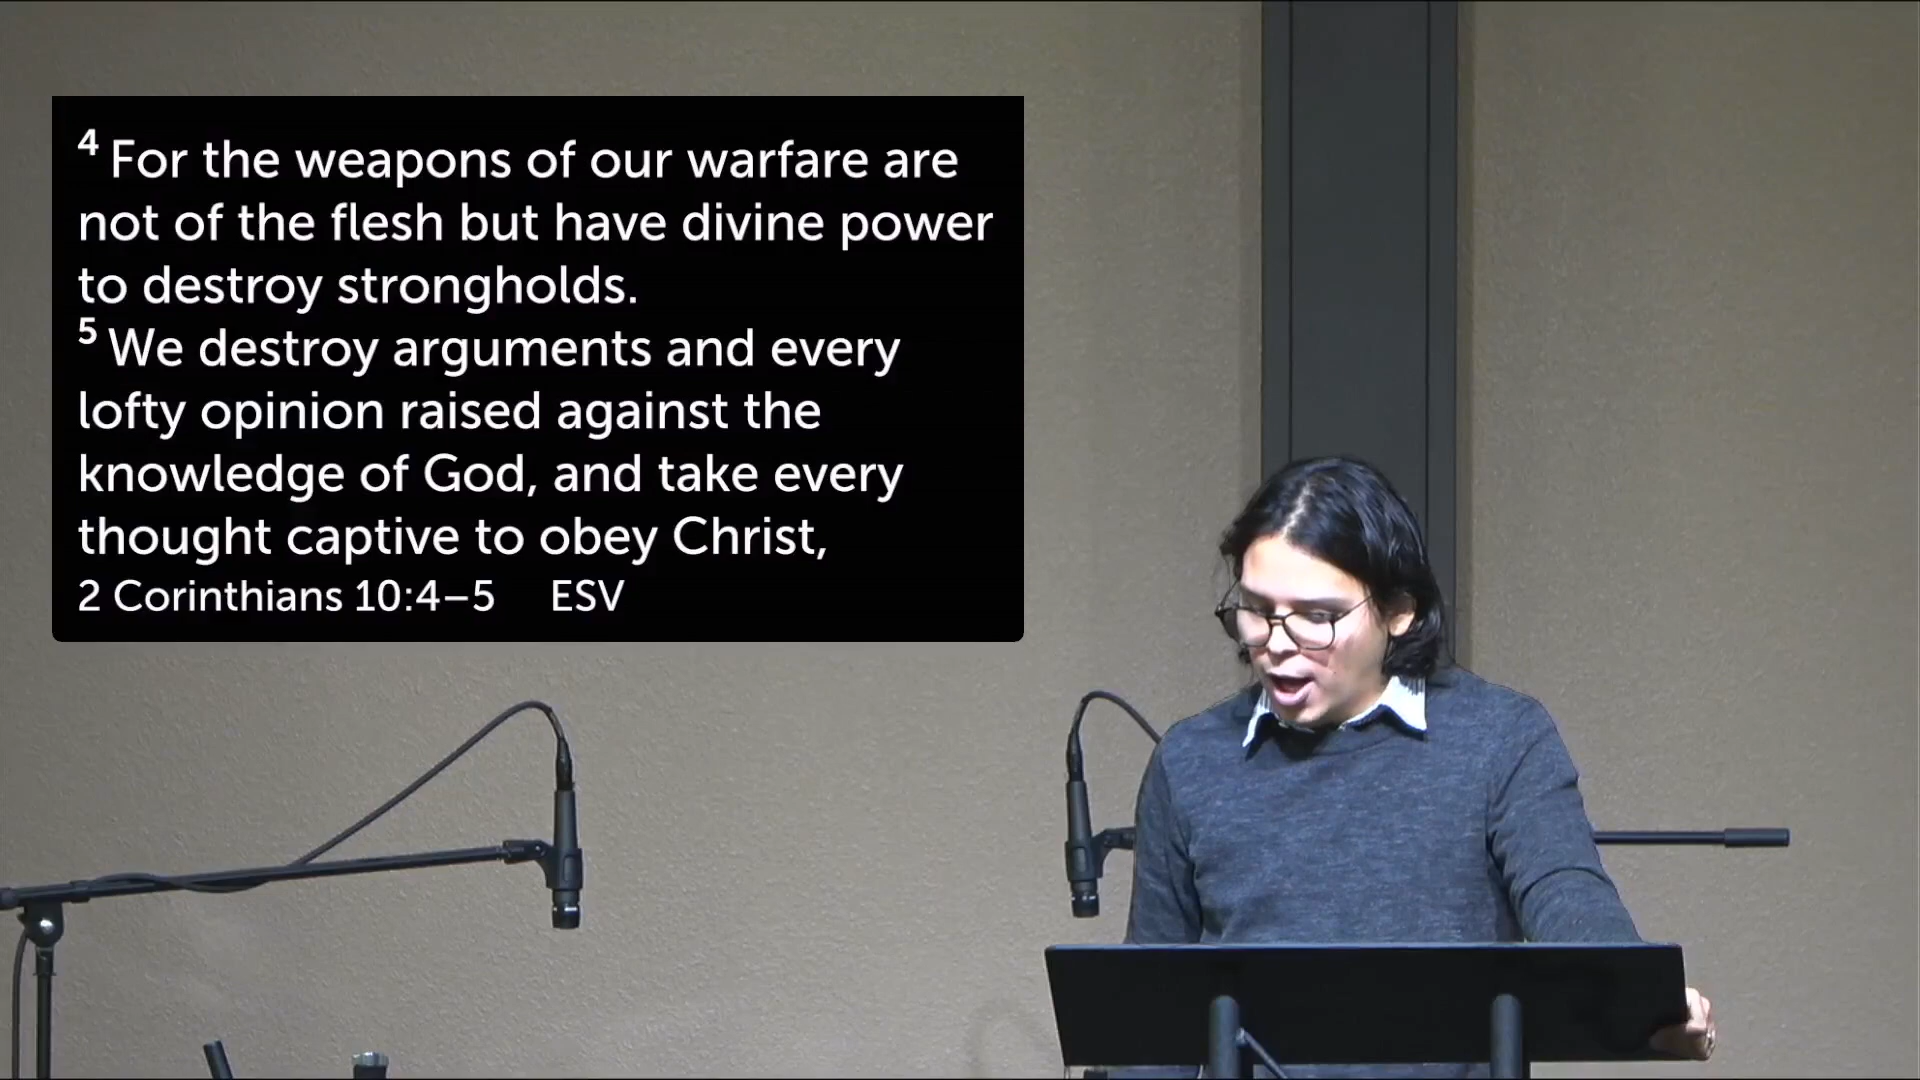 4 For the weapons of our warfare are
not of the flesh but have divine power
to destroy strongholds.
5 We destroy arguments and every
lofty opinion raised against the
knowledge of God, and take every
thought captive to obey Christ,
2 Corinthians 10:4–5 ESV